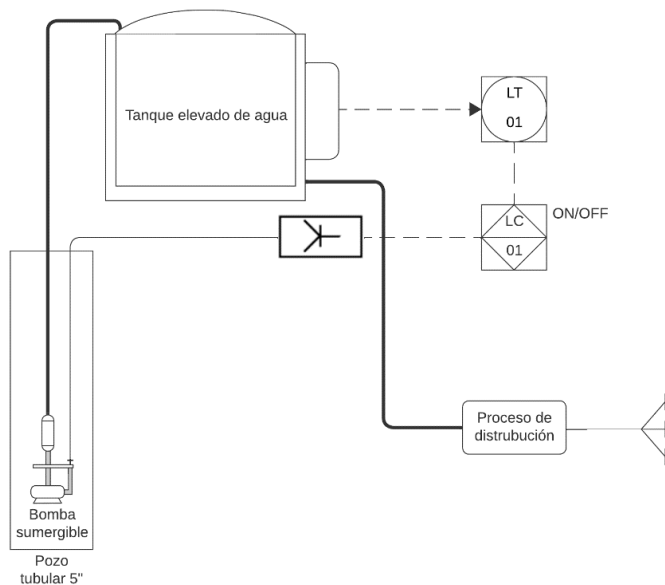 Tanque elevado de agua
LT
01
LC
01
ON/OFF
Proceso de
distrubución
Bomba
sumergible
Pozo
tubular 5"